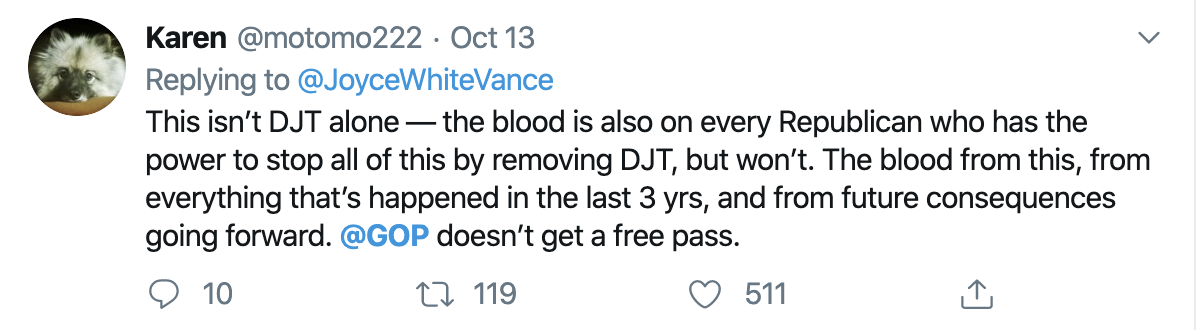 Karen @motomo222 · Oct 13
Replying to @JoyceWhiteVance
This isn't DJT alone — the blood is also on every Republican who has the
power to stop all of this by removing DJT, but won't. The blood from this, from
everything that's happened in the last 3 yrs, and from future consequences
going forward. @GOP doesn't get a free pass.
10 119 511